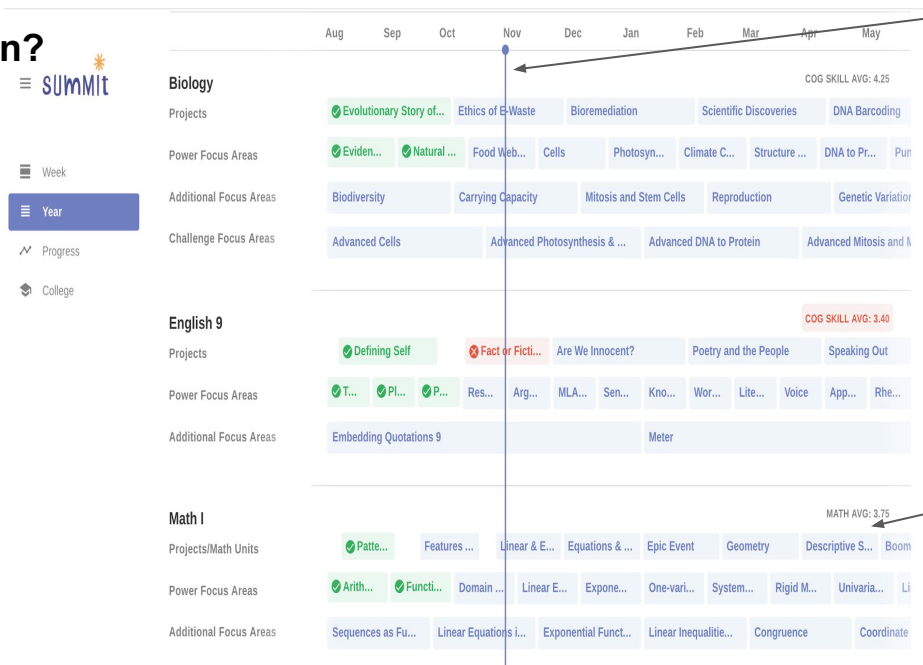 n?
summit
Week
Year
Progress
College
Aug Sep Oct Nov Dec Jan Feb Mar Apr May
Biology COG SKILL AVG: 4.25
Projects Evolutionary Story of... Ethics of E-Waste Bioremediation Scientific Discoveries DNA Barcoding
Power Focus Areas Eviden... Natural ... Food Web... Cells Photosyn... Climate C... Structure ... DNA to Pr... Pun
Additional Focus Areas Biodiversity Carrying Capacity Mitosis and Stem Cells Reproduction Genetic Variation
Challenge Focus Areas Advanced Cells Advanced Photosynthesis & ... Advanced DNA to Protein Advanced Mitosis and M
English 9 COG SKILL AVG: 3.40
Projects Defining Self Fact or Ficti... Are We Innocent? Poetry and the People Speaking Out
Power Focus Areas T... Pl... P... Res... Arg... MLA... Sen... Kno... Wor... Lite... Voice App... Rhe...
Additional Focus Areas Embedding Quotations 9 Meter
Math I MATH AVG: 3.75
Projects/Math Units Patte... Features ... Linear & E... Equations & ... Epic Event Geometry Descriptive S... Boom
Power Focus Areas Arith... Functi... Domain ... Linear E... Expone... One-vari... System... Rigid M... Univaria... Li
Additional Focus Areas Sequences as Fu... Linear Equations i... Exponential Funct... Linear Inequalitie... Congruence Coordinate